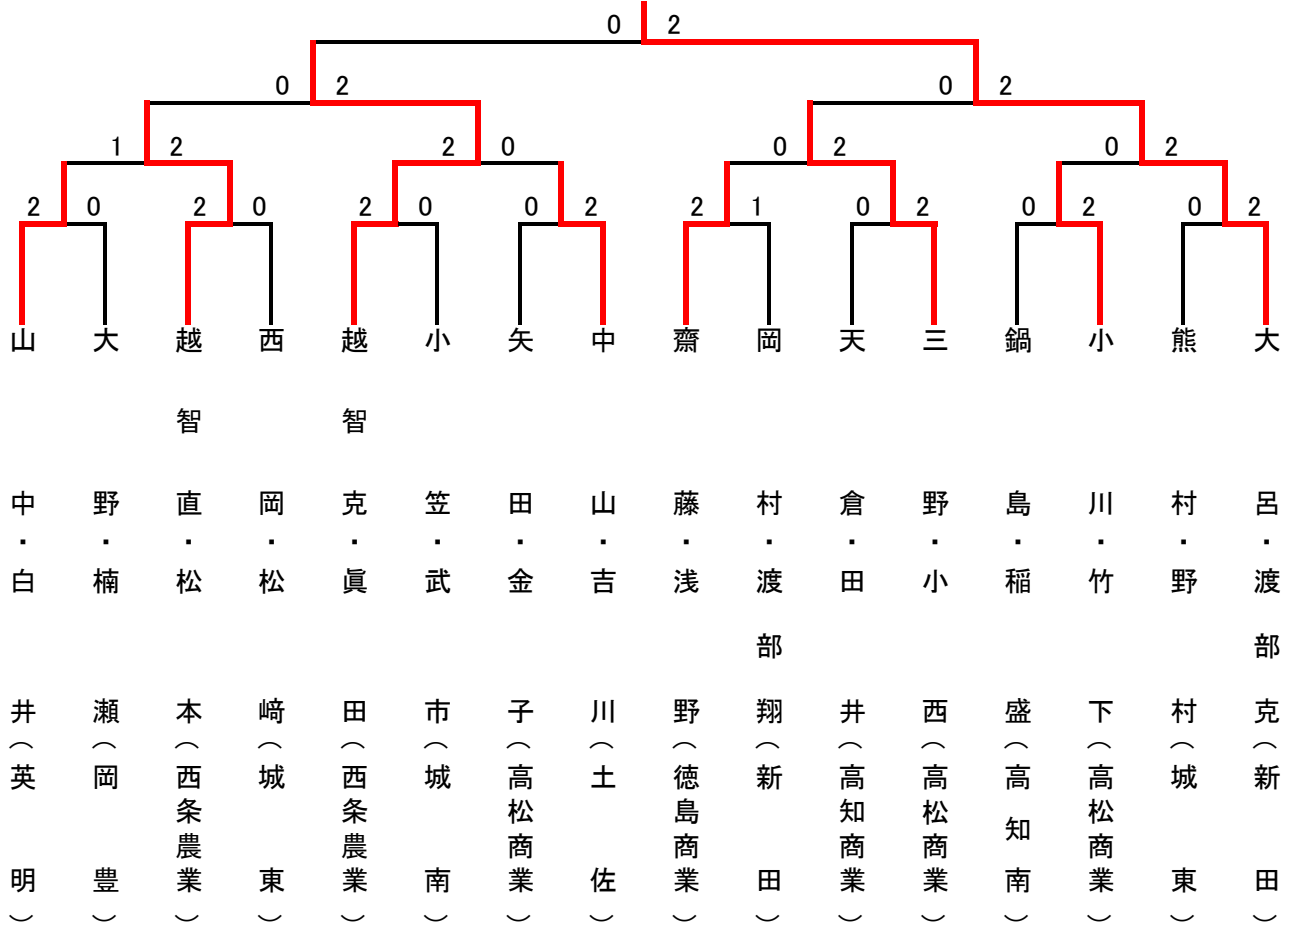 0 2
0 2 0 2
1 2 2 0 0 2 0 2
2 0 2 0 2 0 0 2 2 1 0 2 0 2 0 2
山中・白井(英明)
大野・楠瀬(岡豊)
越智直・松本(西条農業)
西岡・松﨑(城東)
越智克・眞田(西条農業)
小笠・武市(城南)
矢田・金子(高松商業)
中山・吉川(土佐)
齋藤・浅野(徳島商業)
岡村・渡部翔(新田)
天倉・田井(高知商業)
三野・小西(高松商業)
鍋島・稲盛(高知南)
小川・竹下(高松商業)
熊村・野村(城東)
大呂・渡部克(新田)